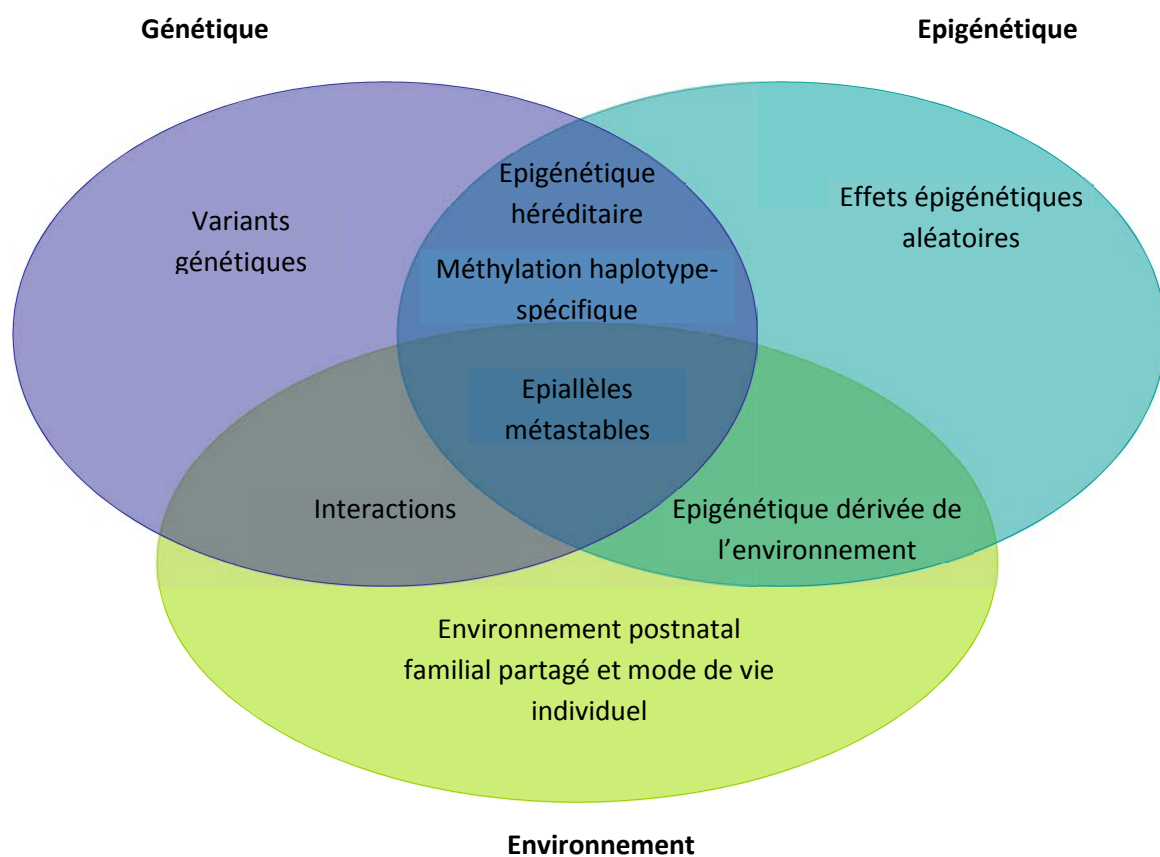 Génétique
Epigénétique
Epigénétique
héréditaire
Effets épigénétiques
aléatoires
Variants
génétiques
Méthylation haplotype-
spécifique
Epiallèles
métastables
Interactions
Epigénétique dérivée de
l’environnement
Environnement postnatal
familial partagé et mode de vie
individuel
Environnement